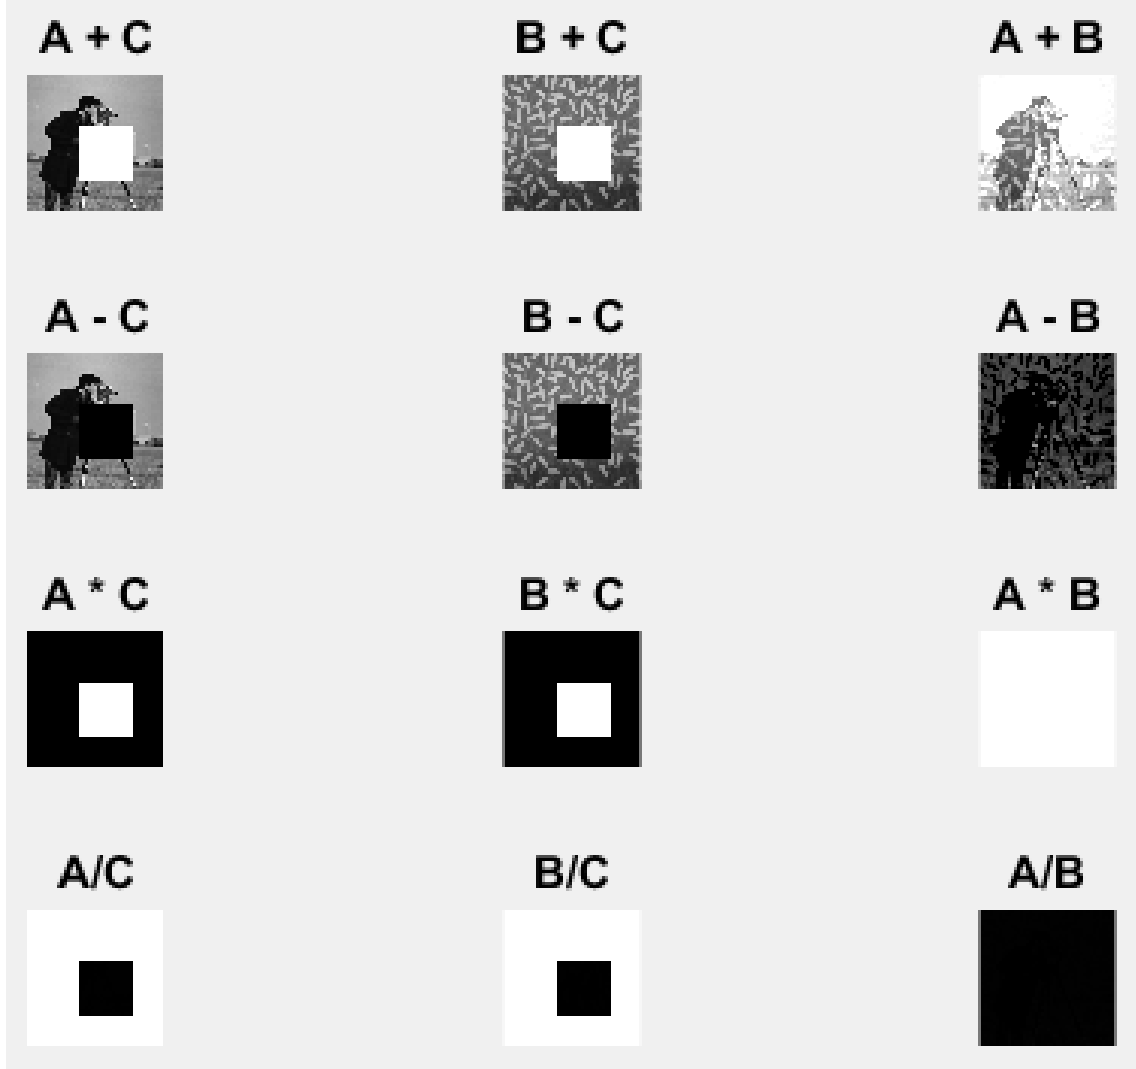 A + C
B + C
A + B
A - C
B - C
A - B
A * C
B * C
A * B
A/C
B/C
A/B